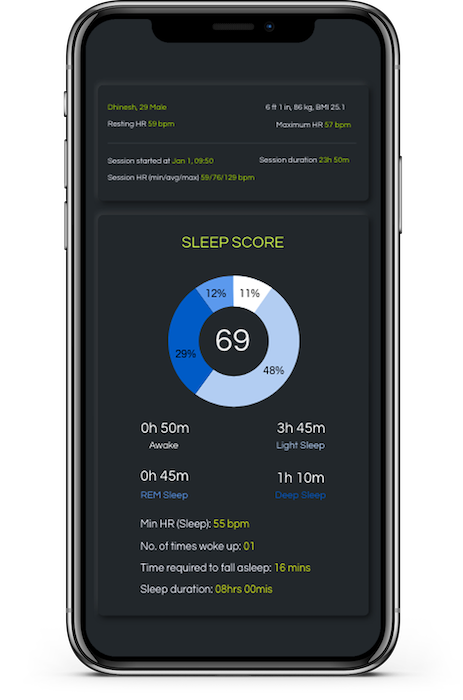 Dhinesh, 29 Male 6 ft 1 in, 86 kg, BMI 25.1
Resting HR 59 bpm Maximum HR 57 bpm
Session started at Jan 1, 09:50 Session duration 23h 50m
Session HR (min/avg/max) 59/76/129 bpm
SLEEP SCORE
12% 11%
69
29%
48%
0h 50m 3h 45m
Awake Light Sleep
0h 45m 1h 10m
REM Sleep Deep Sleep
Min HR (Sleep): 55 bpm
No. of times woke up: 01
Time required to fall asleep: 16 mins
Sleep duration: 08hrs 00mis